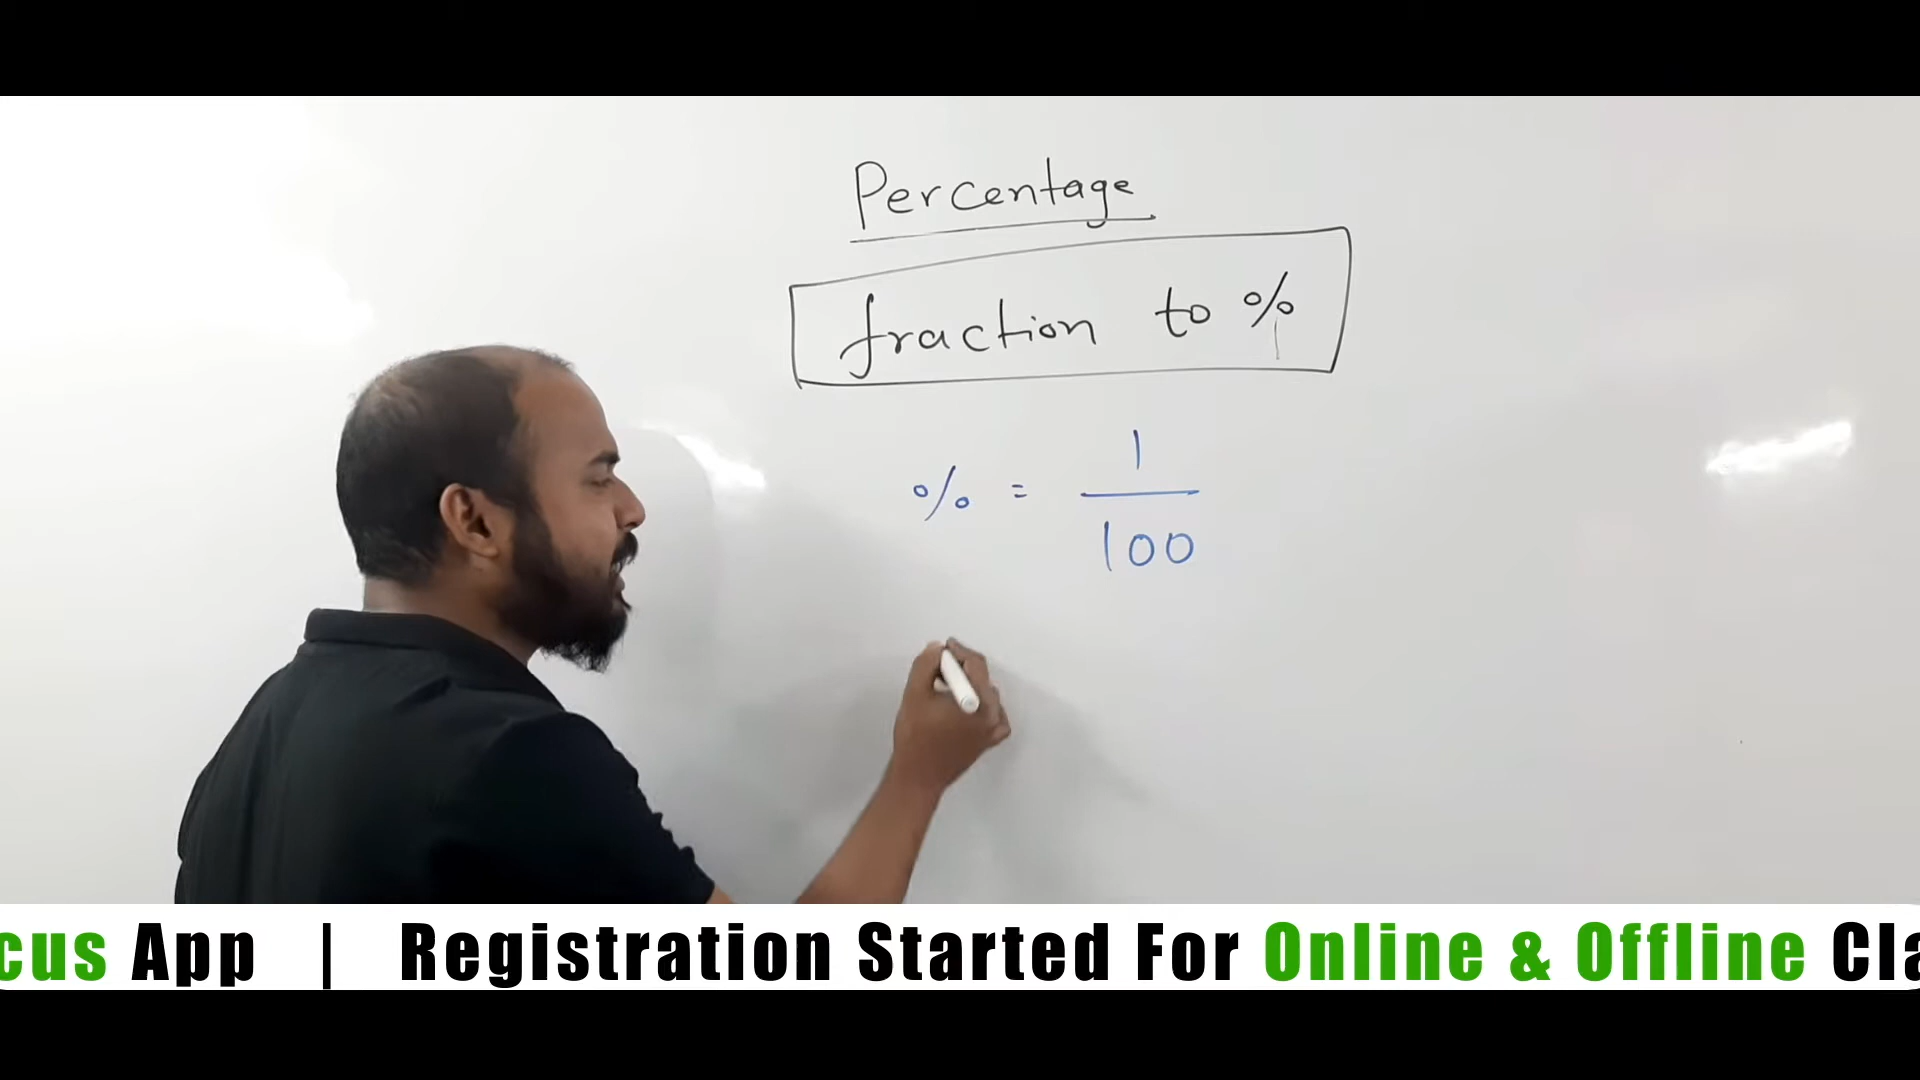 Percentage
fraction to %
% = 1/100
cus App | Registration Started For Online & Offline Cla